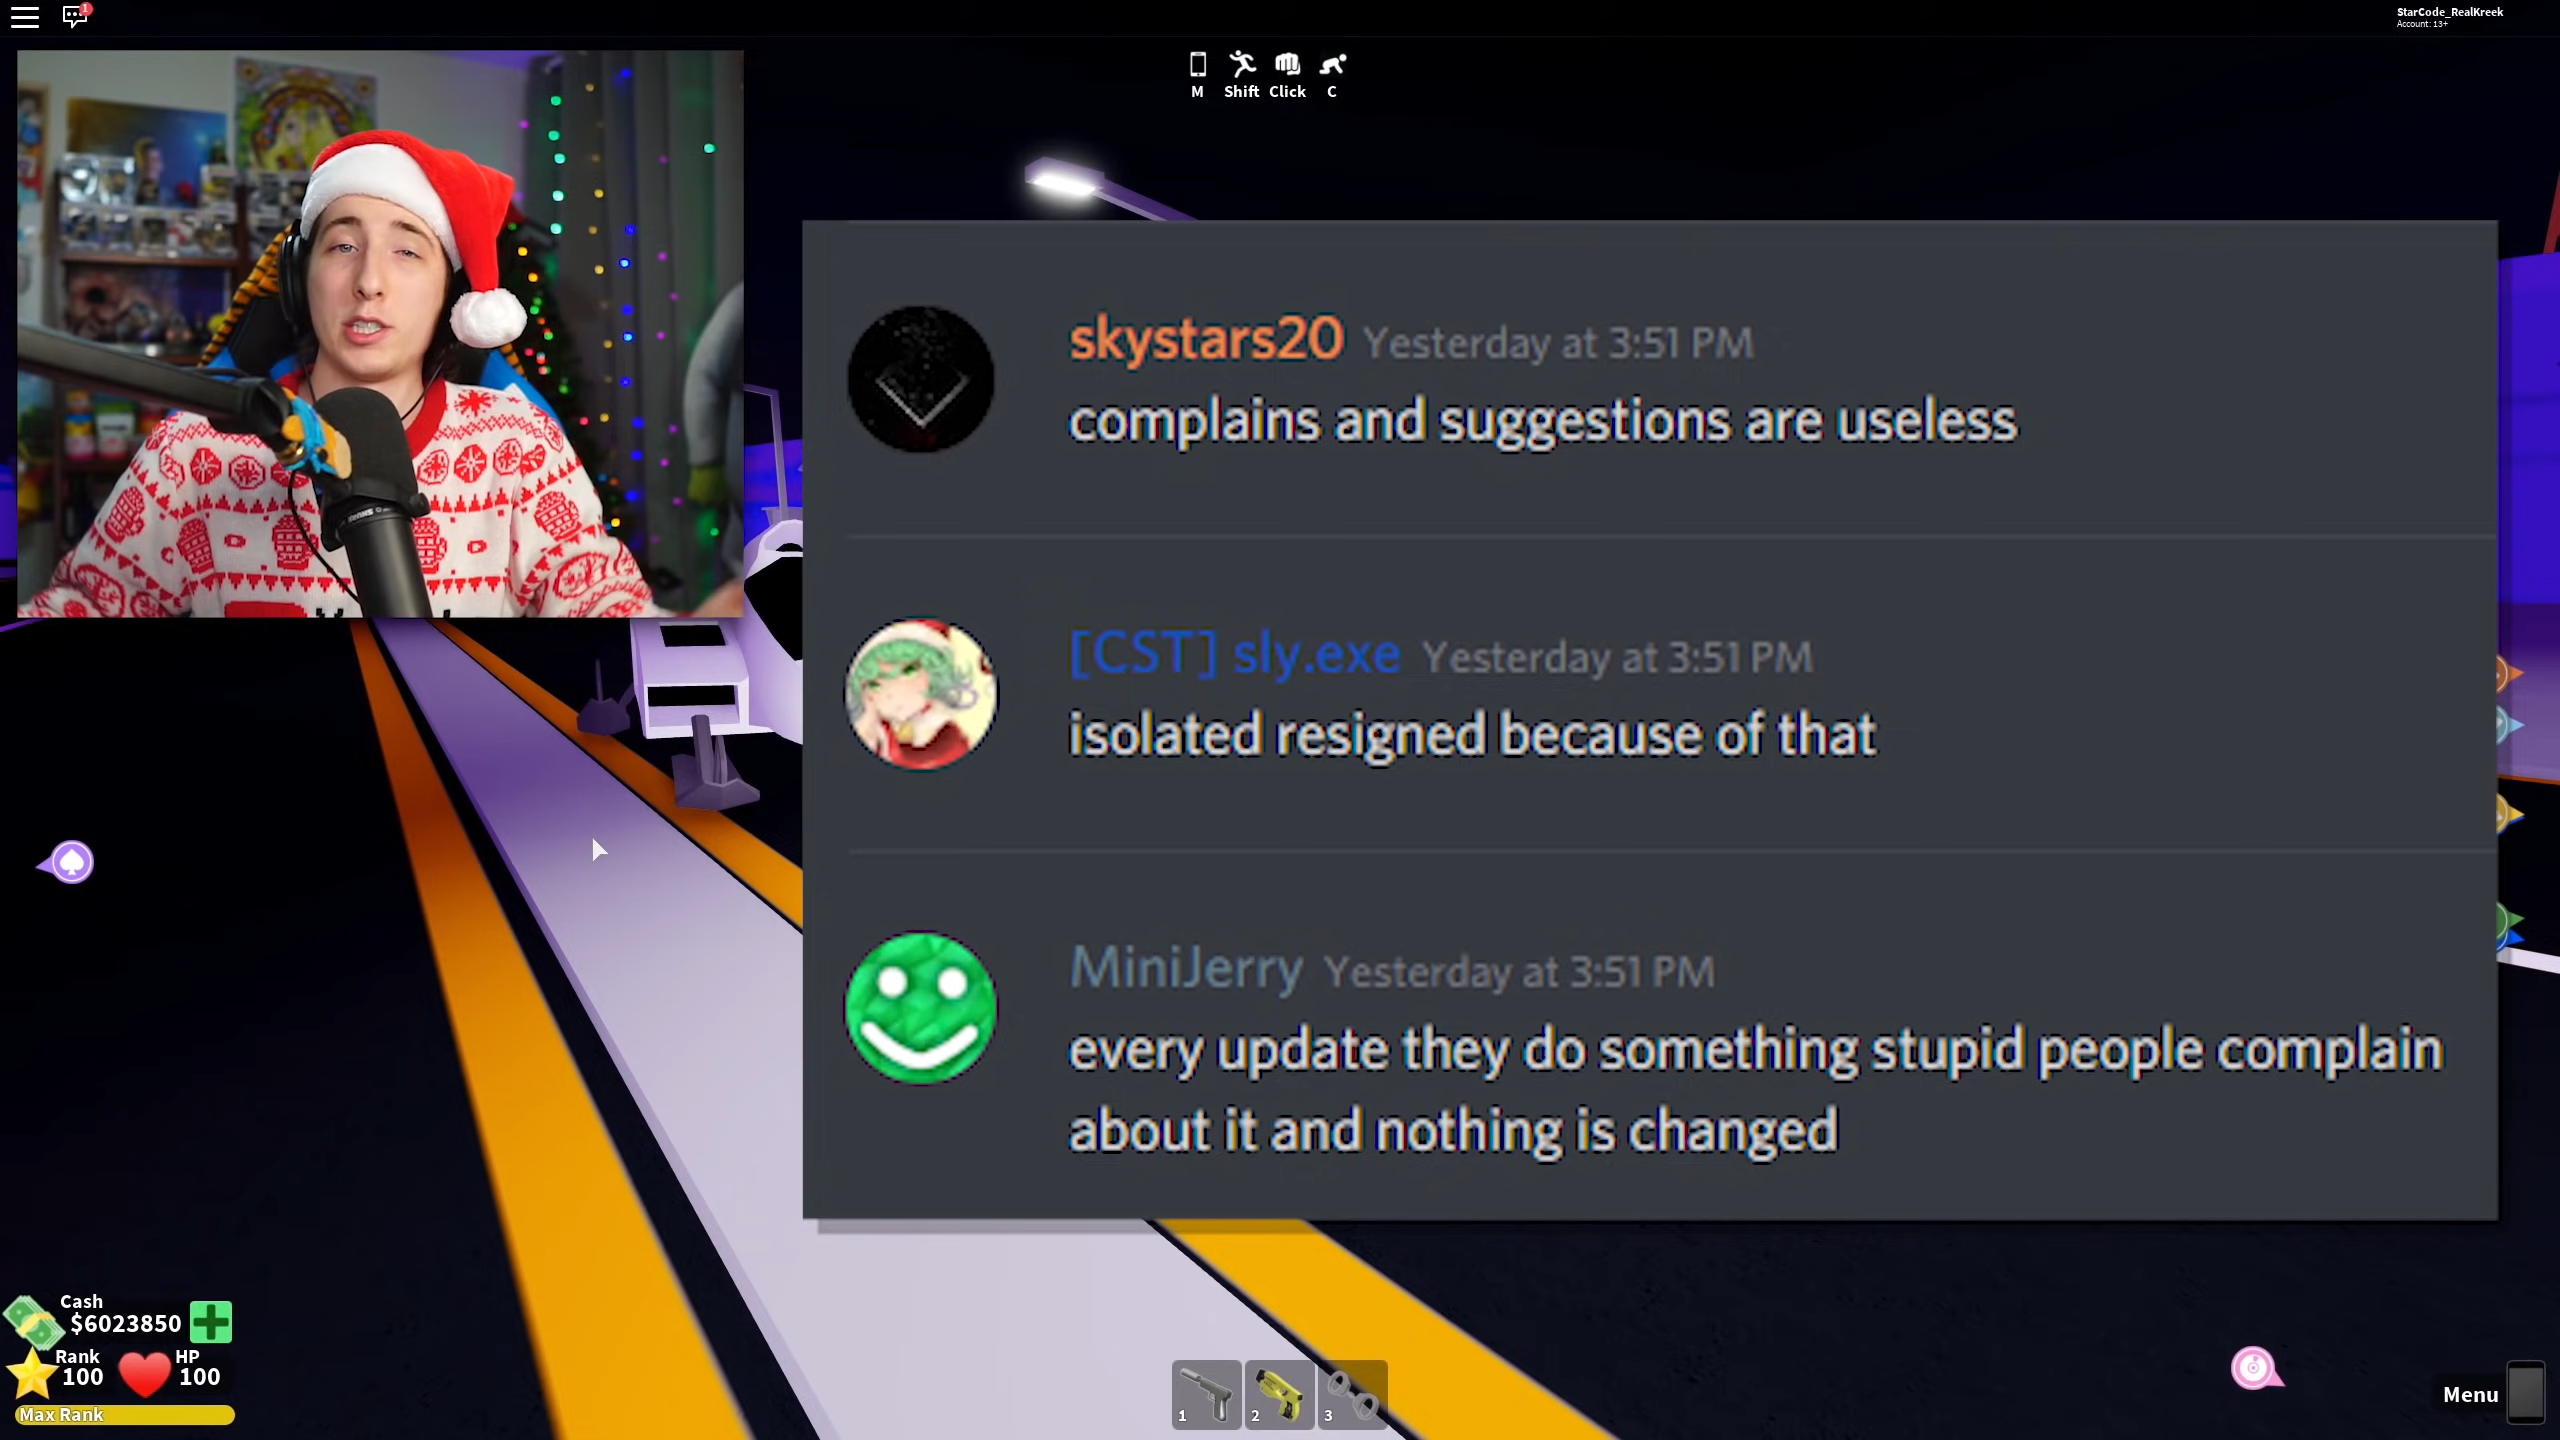 1
StarCode_RealKreek
Account: 13+
M Shift Click C
skystars20 Yesterday at 3:51 PM
complains and suggestions are useless
[CST] sly.exe Yesterday at 3:51 PM
isolated resigned because of that
MiniJerry Yesterday at 3:51 PM
every update they do something stupid people complain
about it and nothing is changed
Cash
$6023850
Rank HP
100 100
Max Rank
1 2 3
Menu